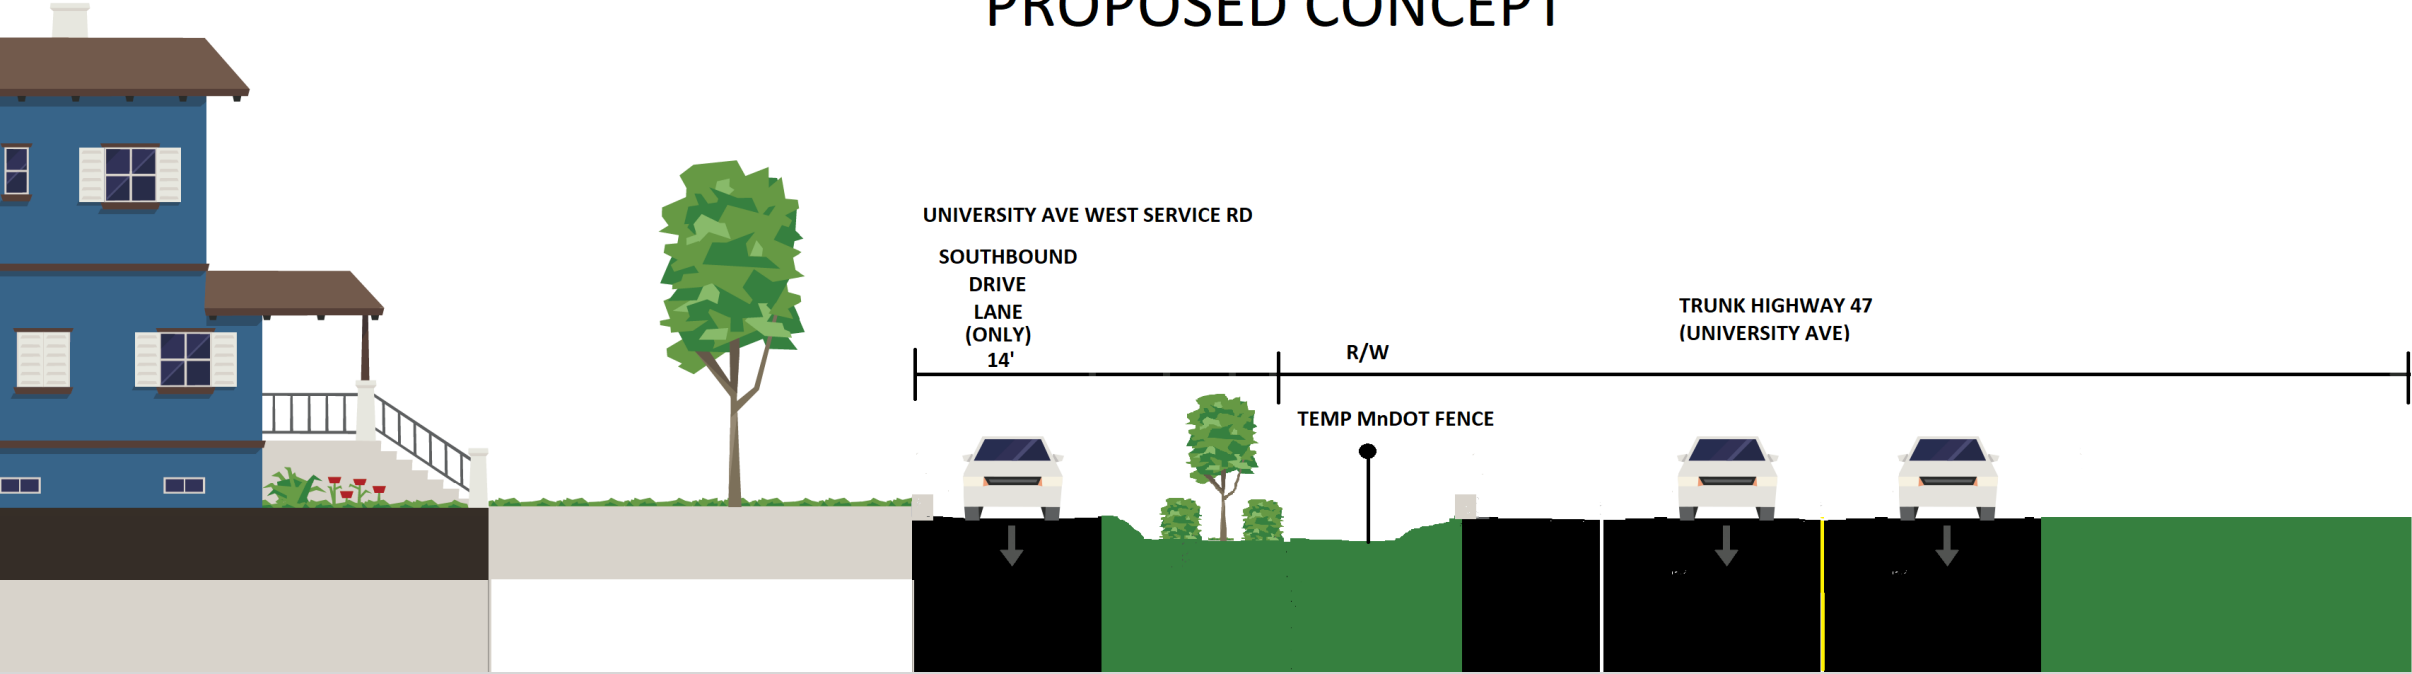 PROPOSED CONCEPT
UNIVERSITY AVE WEST SERVICE RD
SOUTHBOUND
DRIVE
LANE
(ONLY)
14'
R/W
TRUNK HIGHWAY 47
(UNIVERSITY AVE)
TEMP MnDOT FENCE